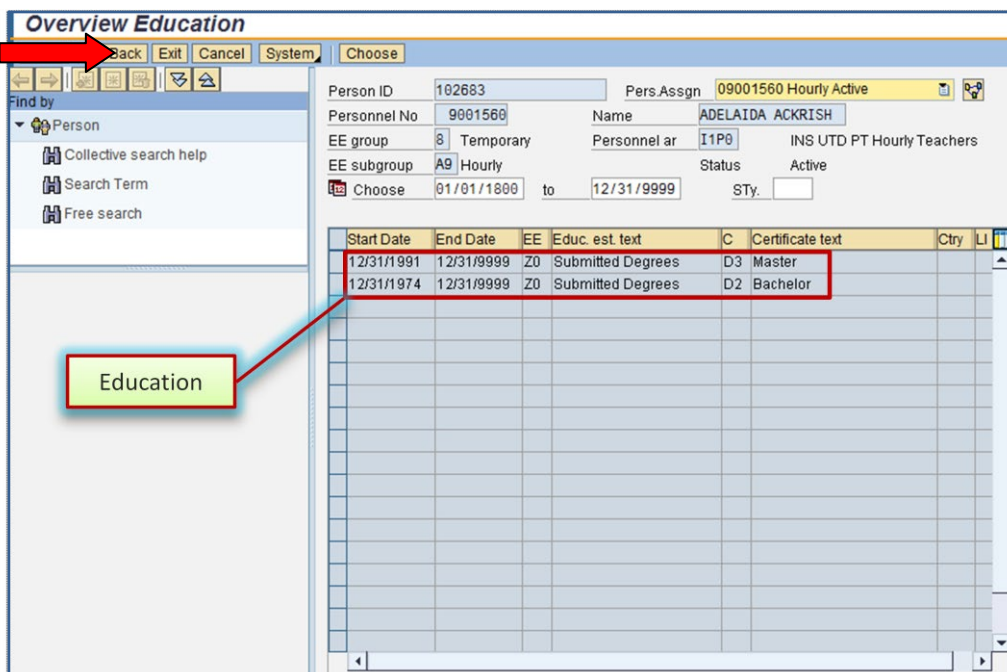 Overview Education
Back Exit Cancel System Choose
Find by
Person
Collective search help
Search Term
Free search
Person ID 102683 Pers.Assgn 09001560 Hourly Active
Personnel No 9001560 Name ADELAIDA ACKRISH
EE group 8 Temporary Personnel ar I1P0 INS UTD PT Hourly Teachers
EE subgroup A9 Hourly Status Active
Choose 01/01/1800 to 12/31/9999 STy.
Start Date End Date EE Educ. est. text C Certificate text Ctry LI
12/31/1991 12/31/9999 Z0 Submitted Degrees D3 Master
12/31/1974 12/31/9999 Z0 Submitted Degrees D2 Bachelor
Education